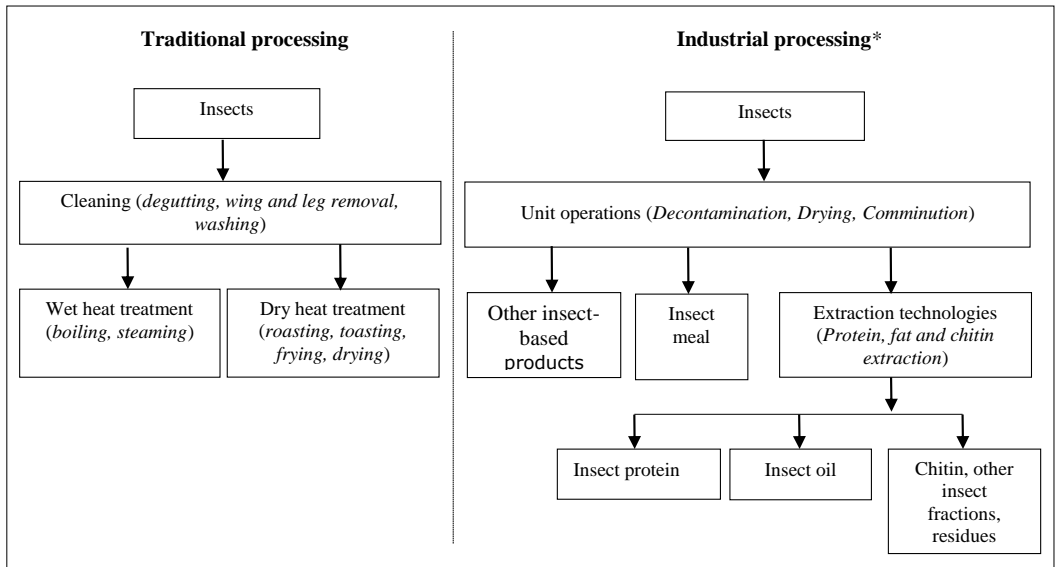 Traditional processing
Insects
Cleaning (degutting, wing and leg removal,
washing)
Wet heat treatment
(boiling, steaming)
Dry heat treatment
(roasting, toasting,
frying, drying)
Industrial processing*
Insects
Unit operations (Decontamination, Drying, Comminution)
Other insect-
based
products
Insect
meal
Extraction technologies
(Protein, fat and chitin
extraction)
Insect protein
Insect oil
Chitin, other
insect
fractions,
residues